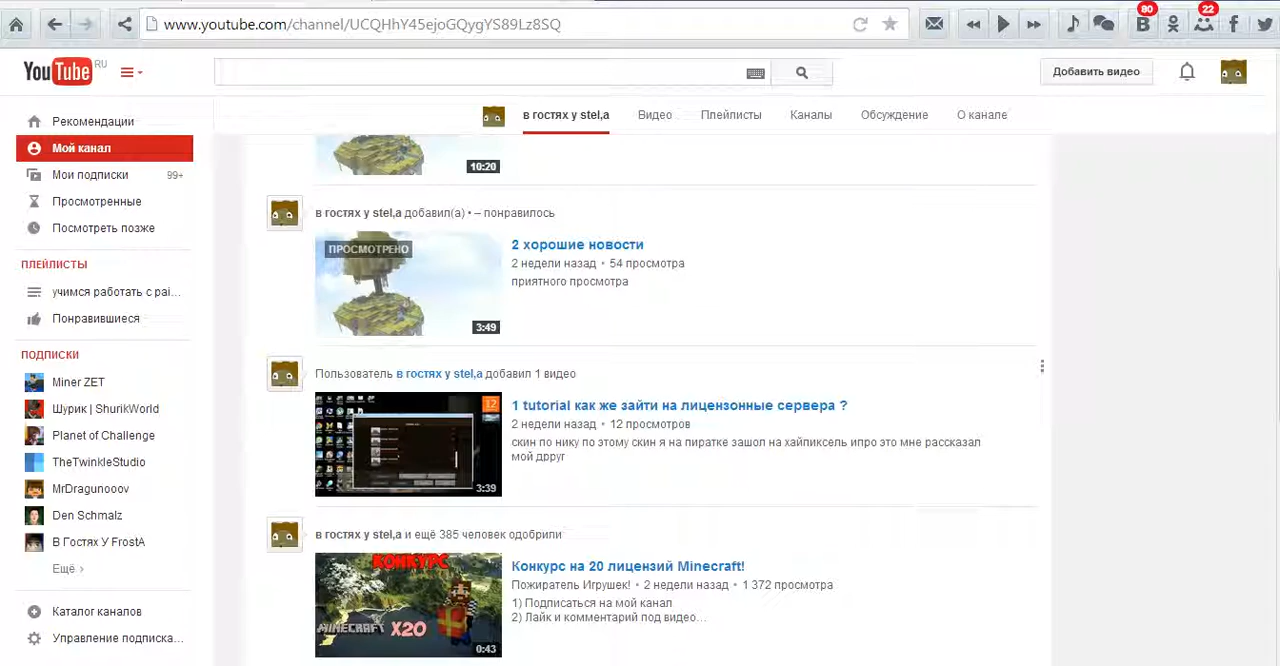 www.youtube.com/channel/UCQHhY45ejoGQygYS89Lz8SQ
80
22
YouTube RU
Добавить видео
в гостях у stel,a Видео Плейлисты Каналы Обсуждение О канале
Рекомендации
Мой канал
Мои подписки 99+
Просмотренные
Посмотреть позже
ПЛЕЙЛИСТЫ
учимся работать с pai...
Понравившиеся
ПОДПИСКИ
Miner ZET
Шурик | ShurikWorld
Planet of Challenge
TheTwinkleStudio
MrDragunooov
Den Schmalz
В Гостях У FrostA
Ещё ›
Каталог каналов
Управление подписка...
10:20
в гостях у stel,a добавил(а) • – понравилось
ПРОСМОТРЕНО
3:49
2 хорошие новости
2 недели назад • 54 просмотра
приятного просмотра
Пользователь в гостях у stel,a добавил 1 видео
12
3:39
1 tutorial как же зайти на лицензонные сервера ?
2 недели назад • 12 просмотров
скин по нику по этому скин я на пиратке зашол на хайпиксель ипро это мне рассказал
мой друг
в гостях у stel,a и ещё 385 человек одобрили
КОНКУРС
MINECRAFT X20
0:43
Конкурс на 20 лицензий Minecraft!
Пожиратель Игрушек! • 2 недели назад • 1 372 просмотра
1) Подписаться на мой канал
2) Лайк и комментарий под видео...